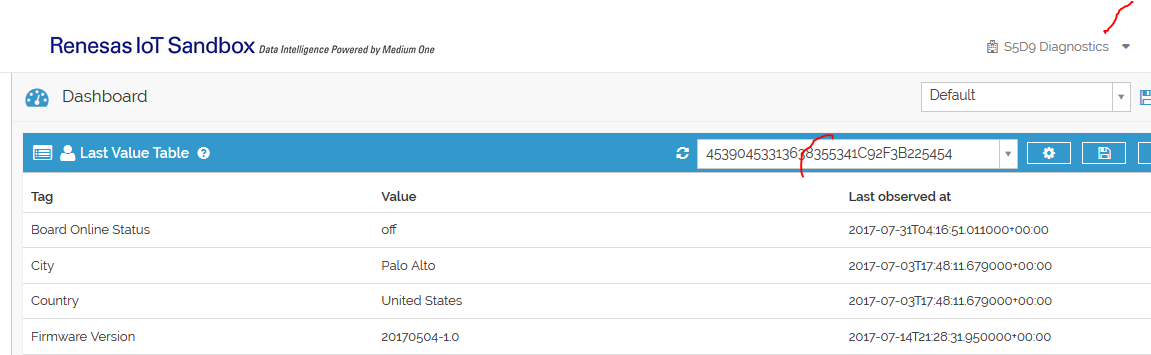 Renesas IoT Sandbox Data Intelligence Powered by Medium One
S5D9 Diagnostics
Dashboard
Default
Last Value Table
45390453313638355341C92F3B225454
Tag Value Last observed at
Board Online Status off 2017-07-31T04:16:51.011000+00:00
City Palo Alto 2017-07-03T17:48:11.679000+00:00
Country United States 2017-07-03T17:48:11.679000+00:00
Firmware Version 20170504-1.0 2017-07-14T21:28:31.950000+00:00